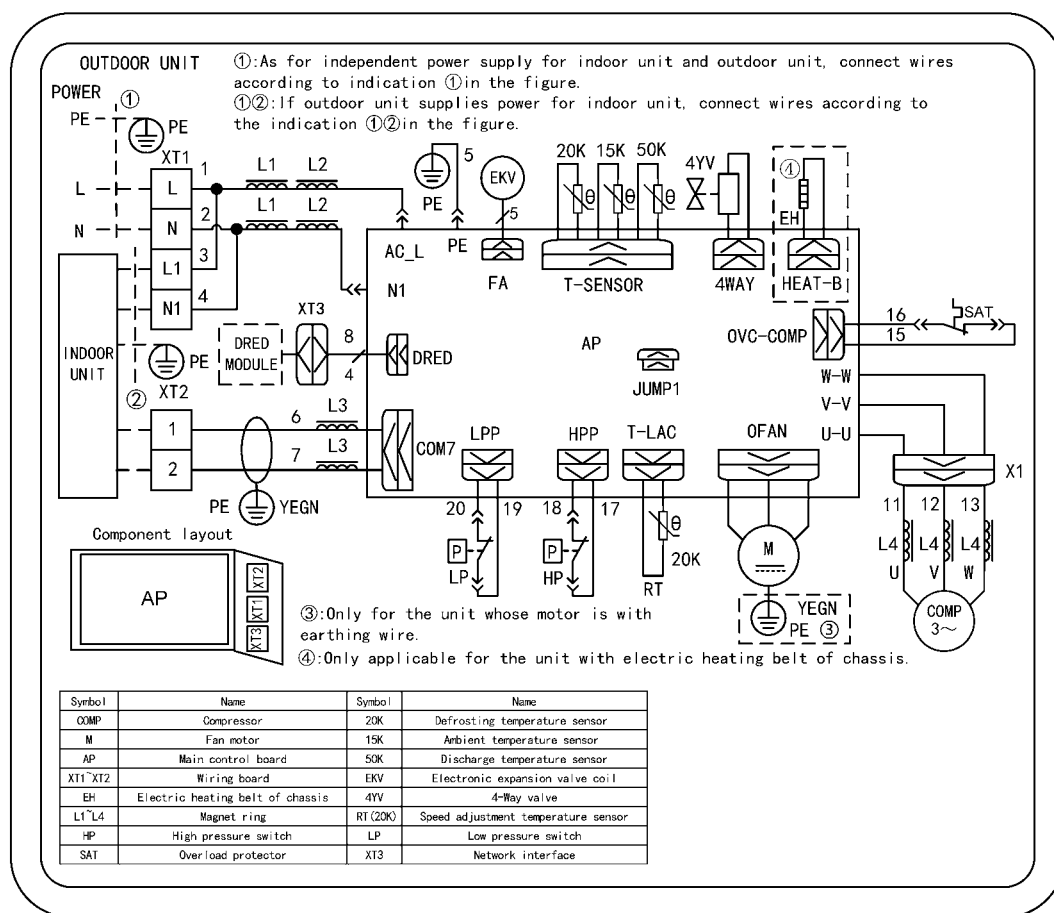 OUTDOOR UNIT
①:As for independent power supply for indoor unit and outdoor unit, connect wires
according to indication ①in the figure.
①②:If outdoor unit supplies power for indoor unit, connect wires according to
the indication ①②in the figure.
POWER
①
PE
PE
XT1
1
L
L
L1
L2
2
N
N
L1
L2
3
L1
4
N1
5
PE
PE
AC_L
N1
EKV
5
FA
20K
15K
50K
θ
θ
θ
T-SENSOR
4YV
4WAY
④
EH
HEAT-B
INDOOR
UNIT
PE
XT2
②
DRED
MODULE
XT3
8
4
DRED
AP
JUMP1
OVC-COMP
16
15
SAT
W-W
V-V
U-U
X1
1
2
6
7
L3
L3
COM7
PE
YEGN
LPP
20
19
P
LP
HPP
18
17
P
HP
T-LAC
θ
20K
RT
OFAN
M
YEGN
PE ③
11
12
13
L4
L4
L4
U
V
W
COMP
3~
Component layout
AP
XT2
XT1
XT3
③:Only for the unit whose motor is with
earthing wire.
④:Only applicable for the unit with electric heating belt of chassis.
Symbol Name Symbol Name
COMP Compressor 20K Defrosting temperature sensor
M Fan motor 15K Ambient temperature sensor
AP Main control board 50K Discharge temperature sensor
XT1~XT2 Wiring board EKV Electronic expansion valve coil
EH Electric heating belt of chassis 4YV 4-Way valve
L1~L4 Magnet ring RT(20K) Speed adjustment temperature sensor
HP High pressure switch LP Low pressure switch
SAT Overload protector XT3 Network interface